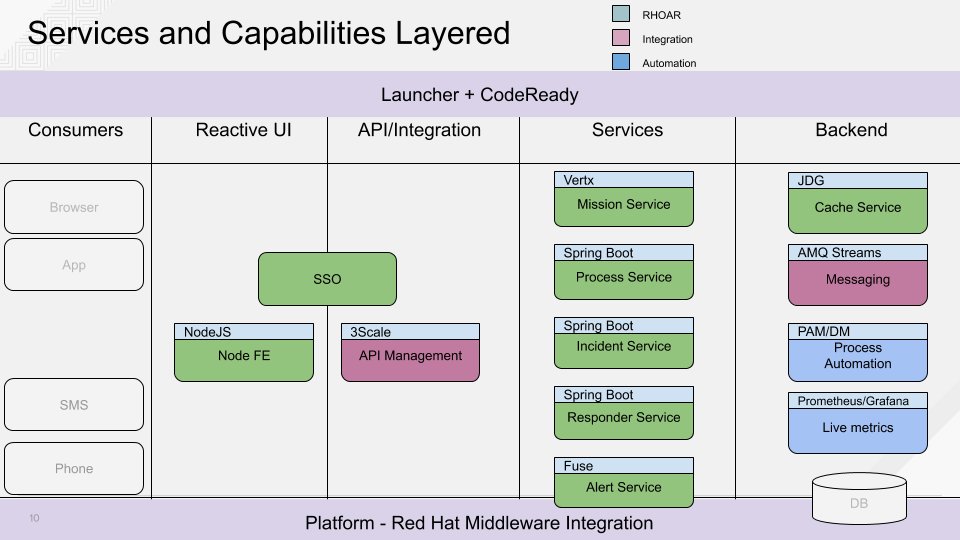 Services and Capabilities Layered
RHOAR
Integration
Automation
Launcher + CodeReady
Consumers
Reactive UI
API/Integration
Services
Backend
Browser
App
SMS
Phone
SSO
NodeJS
Node FE
3Scale
API Management
Vertx
Mission Service
Spring Boot
Process Service
Spring Boot
Incident Service
Spring Boot
Responder Service
Fuse
Alert Service
JDG
Cache Service
AMQ Streams
Messaging
PAM/DM
Process
Automation
Prometheus/Grafana
Live metrics
DB
10
Platform - Red Hat Middleware Integration